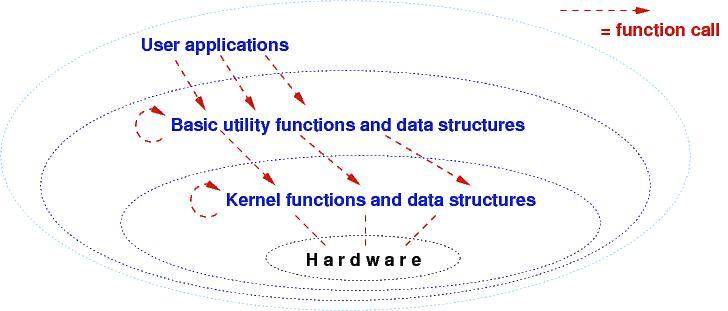 = function call
User applications
Basic utility functions and data structures
Kernel functions and data structures
Hardware